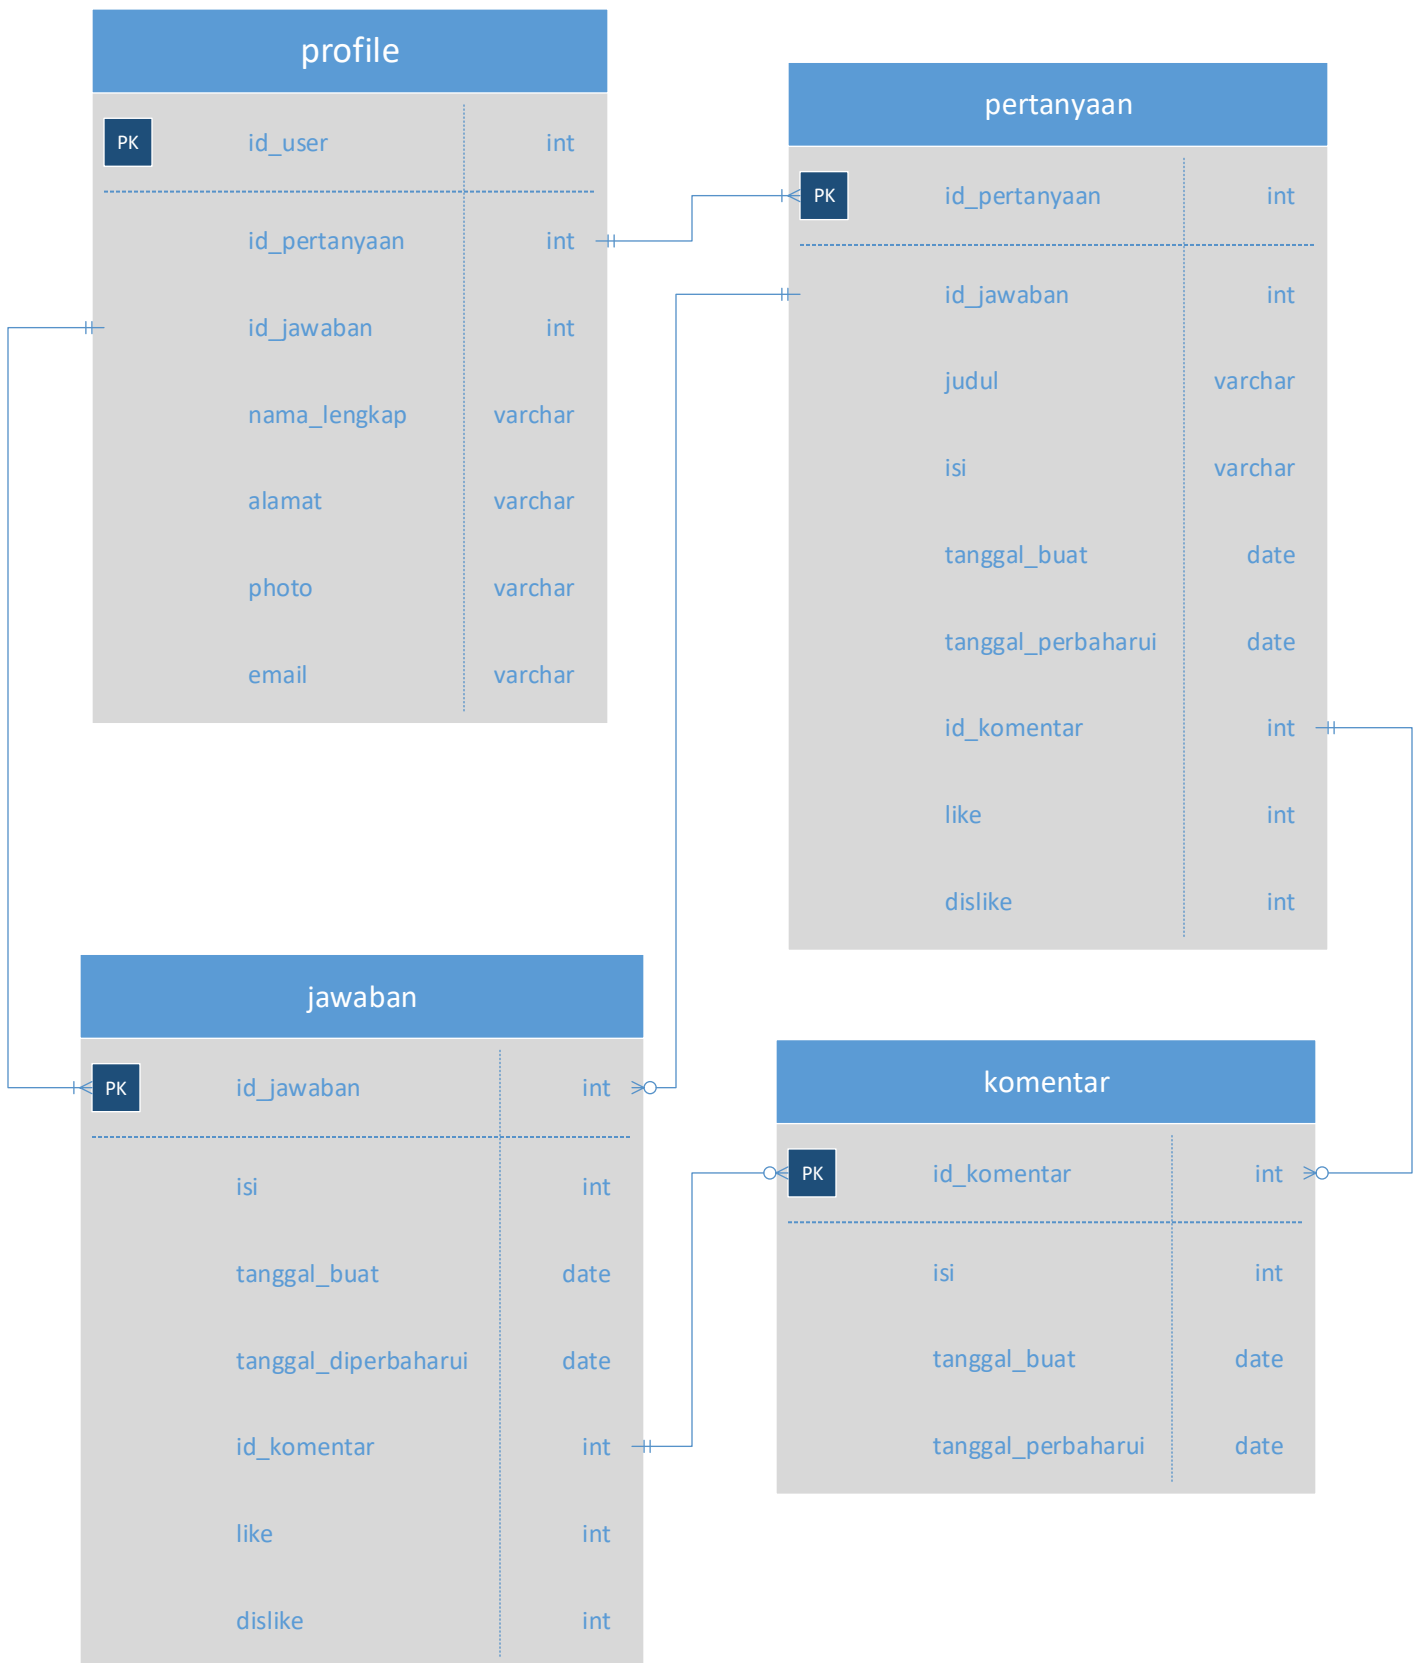 profile
PK id_user int
id_pertanyaan int
id_jawaban int
nama_lengkap varchar
alamat varchar
photo varchar
email varchar
pertanyaan
PK id_pertanyaan int
id_jawaban int
judul varchar
isi varchar
tanggal_buat date
tanggal_perbaharui date
id_komentar int
like int
dislike int
jawaban
PK id_jawaban int
isi int
tanggal_buat date
tanggal_diperbaharui date
id_komentar int
like int
dislike int
komentar
PK id_komentar int
isi int
tanggal_buat date
tanggal_perbaharui date